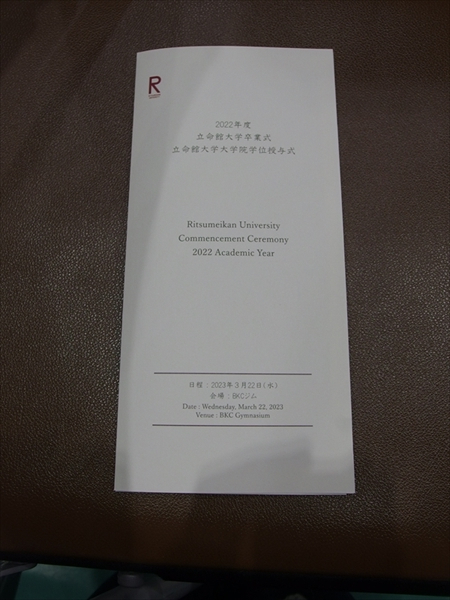 R
2022年度
立命館大学卒業式
立命館大学大学院学位授与式
Ritsumeikan University
Commencement Ceremony
2022 Academic Year
日程：2023年3月22日(水)
会場：BKCジム
Date : Wednesday, March 22, 2023
Venue : BKC Gymnasium